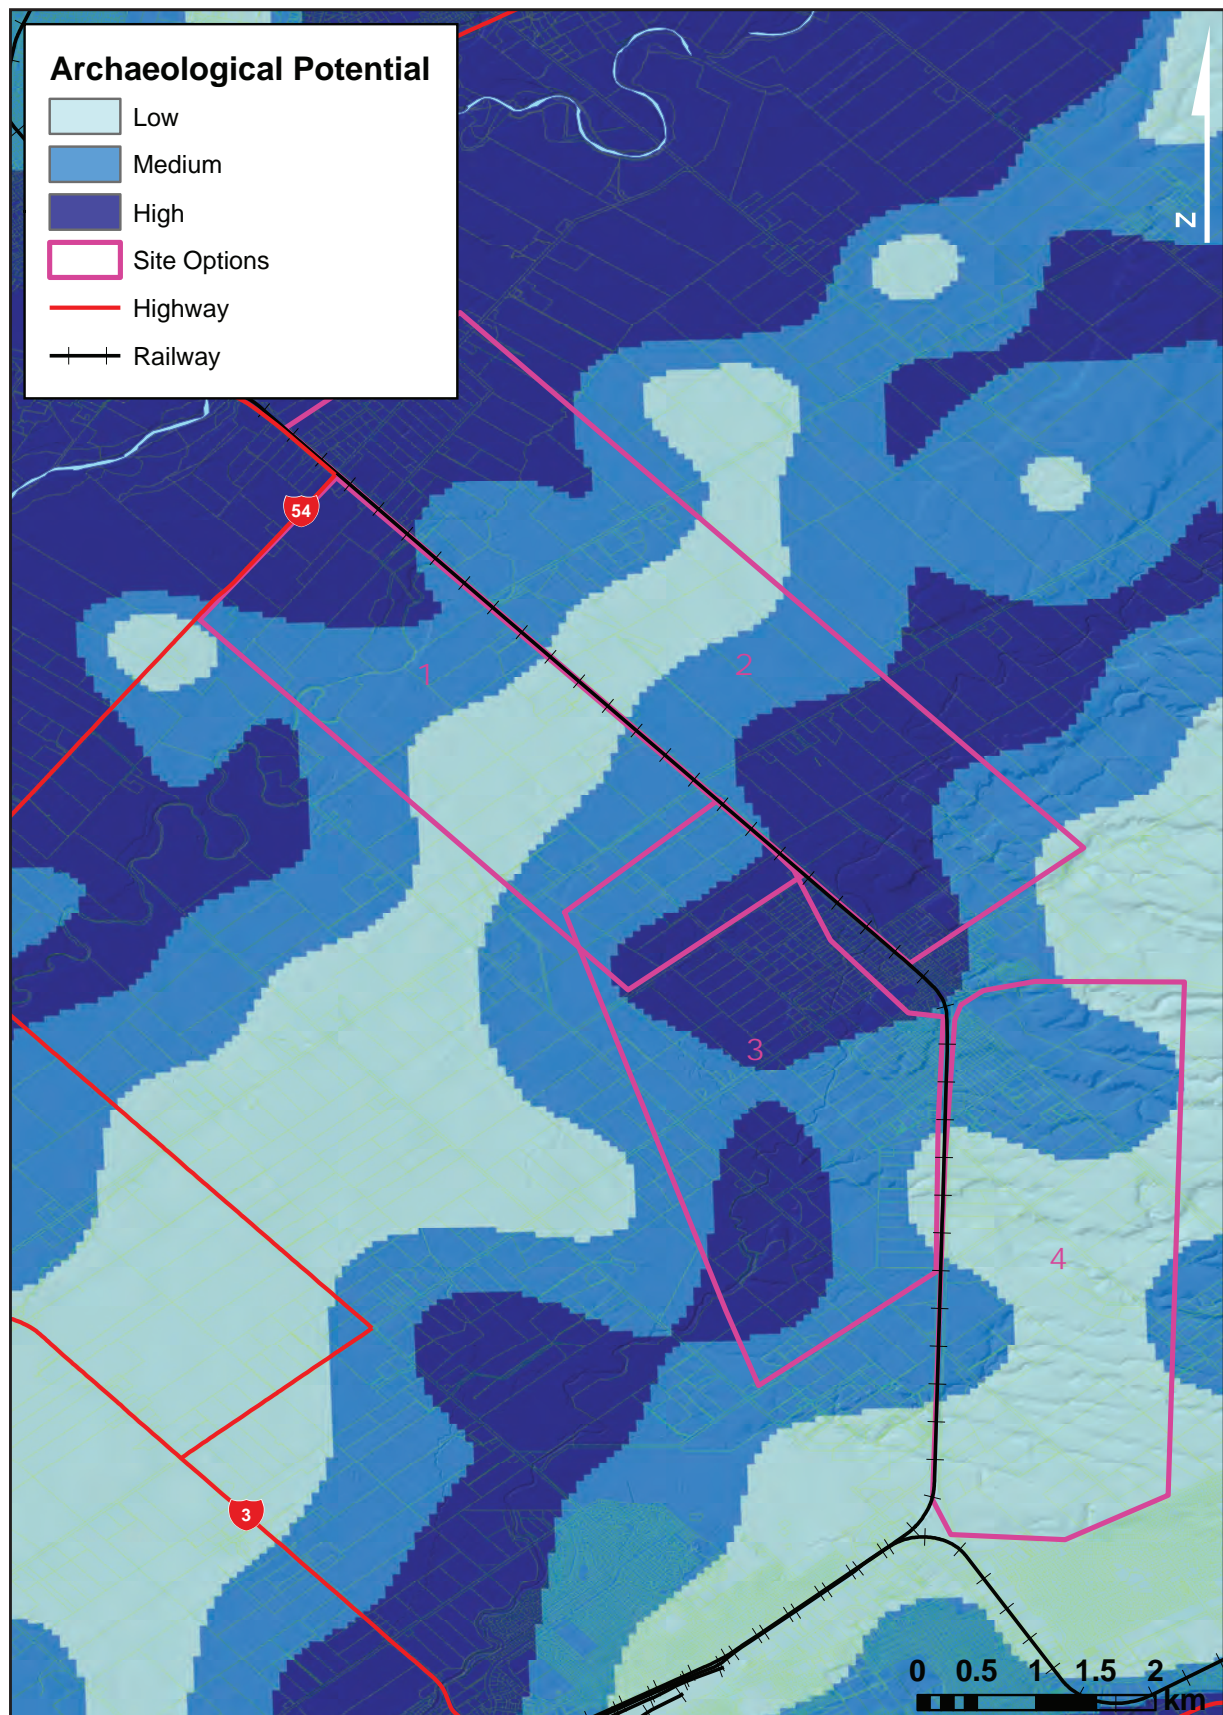 Archaeological Potential
Low
Medium
High
Site Options
Highway
Railway
N
54
1
2
3
4
3
0 0.5 1 1.5 2
km